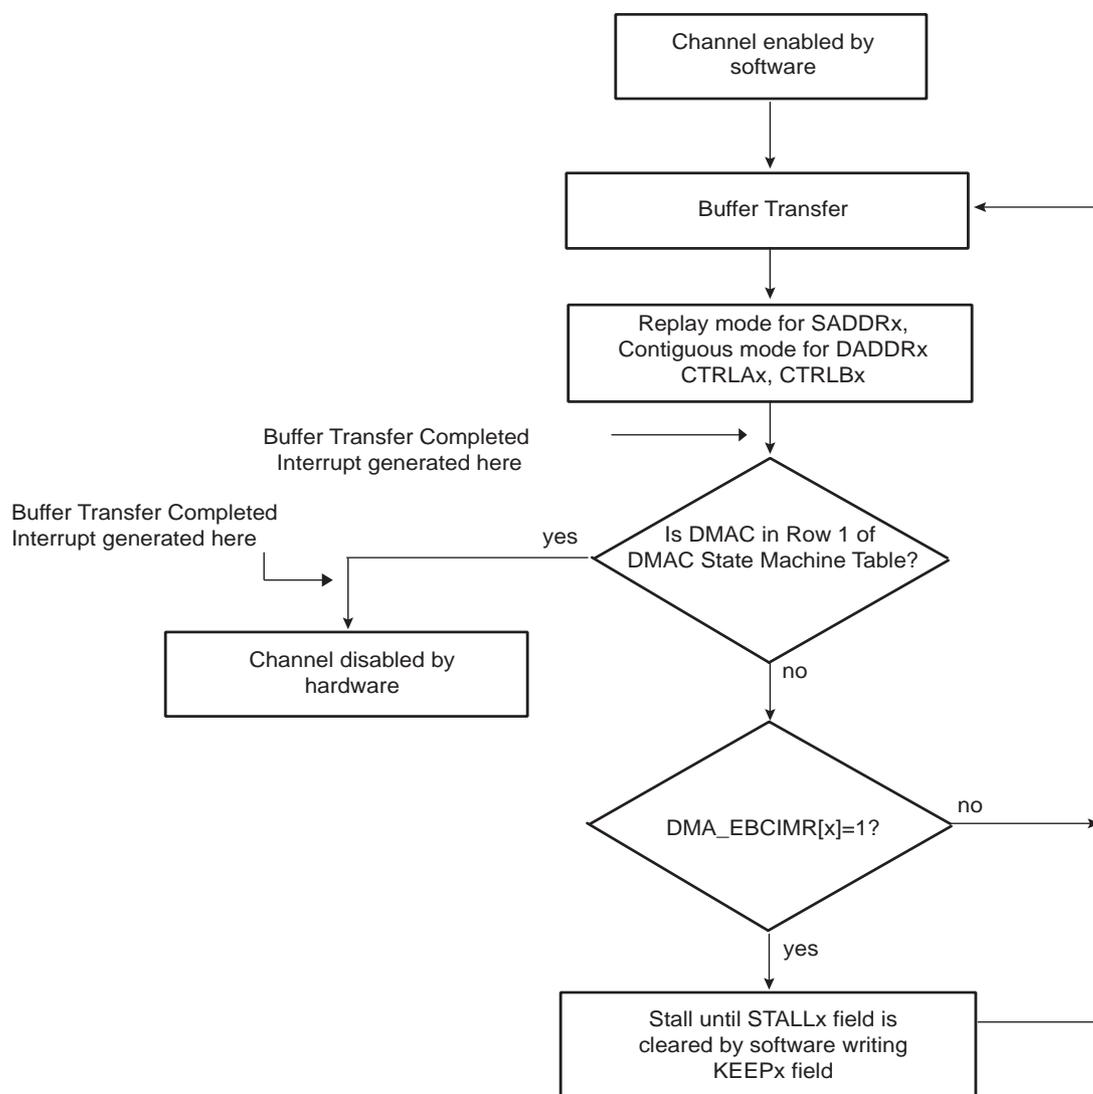 Channel enabled by
software
Buffer Transfer
Replay mode for SADDRx,
Contiguous mode for DADDRx
CTRLAx, CTRLBx
Buffer Transfer Completed
Interrupt generated here
Buffer Transfer Completed
Interrupt generated here
yes
Is DMAC in Row 1 of
DMAC State Machine Table?
Channel disabled by
hardware
no
DMA_EBCIMR[x]=1?
no
yes
Stall until STALLx field is
cleared by software writing
KEEPx field